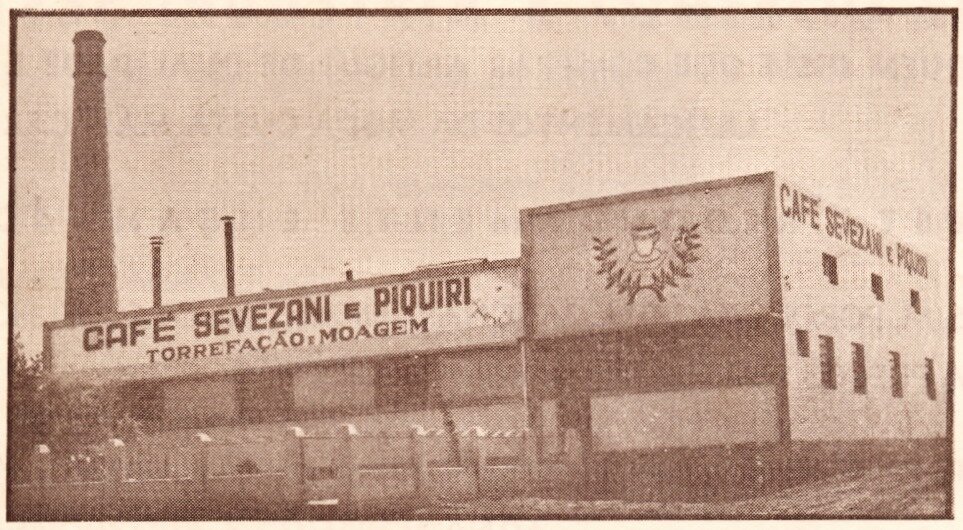 CAFÉ SEVEZANI E PIQUIRI
TORREFAÇÃO E MOAGEM
CAFÉ SEVEZANI E PIQUIRI